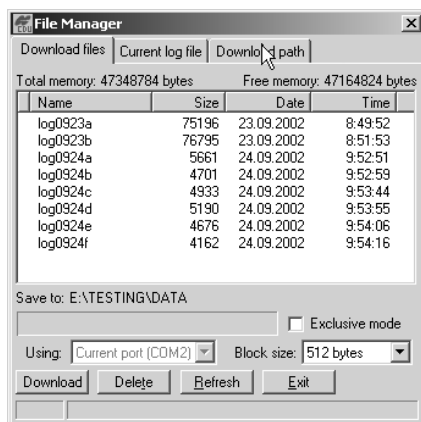 CDU File Manager
Download files Current log file Download path
Total memory: 47348784 bytes Free memory: 47164824 bytes
Name Size Date Time
log0923a 75196 23.09.2002 8:49:52
log0923b 76795 23.09.2002 8:51:53
log0924a 5661 24.09.2002 9:52:51
log0924b 4701 24.09.2002 9:52:59
log0924c 4933 24.09.2002 9:53:44
log0924d 5190 24.09.2002 9:53:55
log0924e 4676 24.09.2002 9:54:06
log0924f 4162 24.09.2002 9:54:16
Save to: E:\TESTING\DATA
Exclusive mode
Using: Current port (COM2) Block size: 512 bytes
Download Delete Refresh Exit